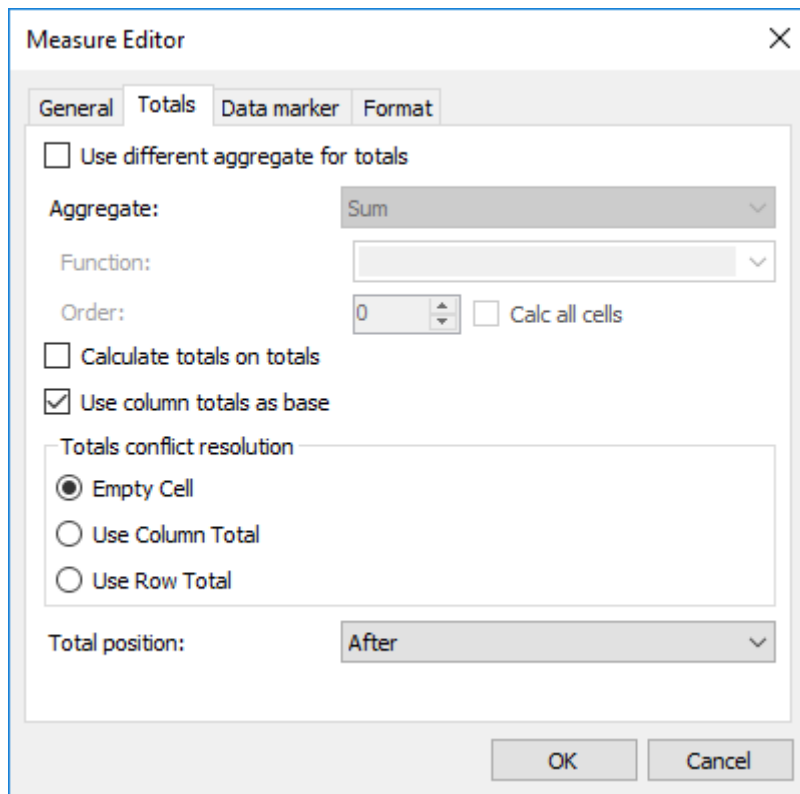 Measure Editor
General Totals Data marker Format
Use different aggregate for totals
Aggregate: Sum
Function:
Order: 0 Calc all cells
Calculate totals on totals
Use column totals as base
Totals conflict resolution
Empty Cell
Use Column Total
Use Row Total
Total position: After
OK Cancel